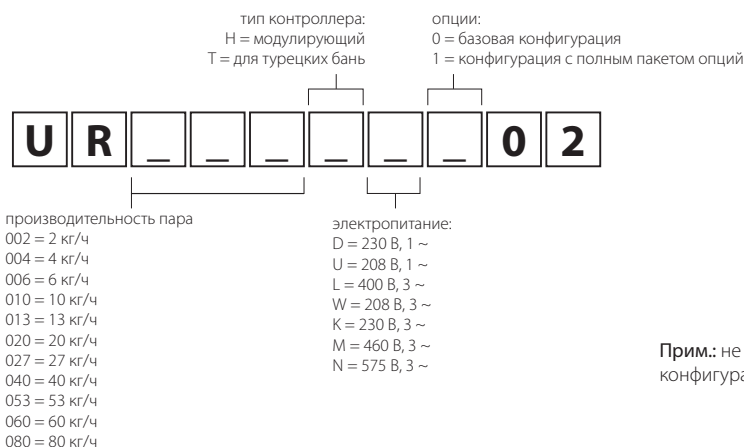 тип контроллера:
H = модулирующий
T = для турецких бань
опции:
0 = базовая конфигурация
1 = конфигурация с полным пакетом опций
U R _ _ _ _ _ _ 0 2
производительность пара
002 = 2 кг/ч
004 = 4 кг/ч
006 = 6 кг/ч
010 = 10 кг/ч
013 = 13 кг/ч
020 = 20 кг/ч
027 = 27 кг/ч
040 = 40 кг/ч
053 = 53 кг/ч
060 = 60 кг/ч
080 = 80 кг/ч
электропитание:
D = 230 В, 1 ~
U = 208 В, 1 ~
L = 400 В, 3 ~
W = 208 В, 3 ~
K = 230 В, 3 ~
M = 460 В, 3 ~
N = 575 В, 3 ~
Прим.: не
конфигура